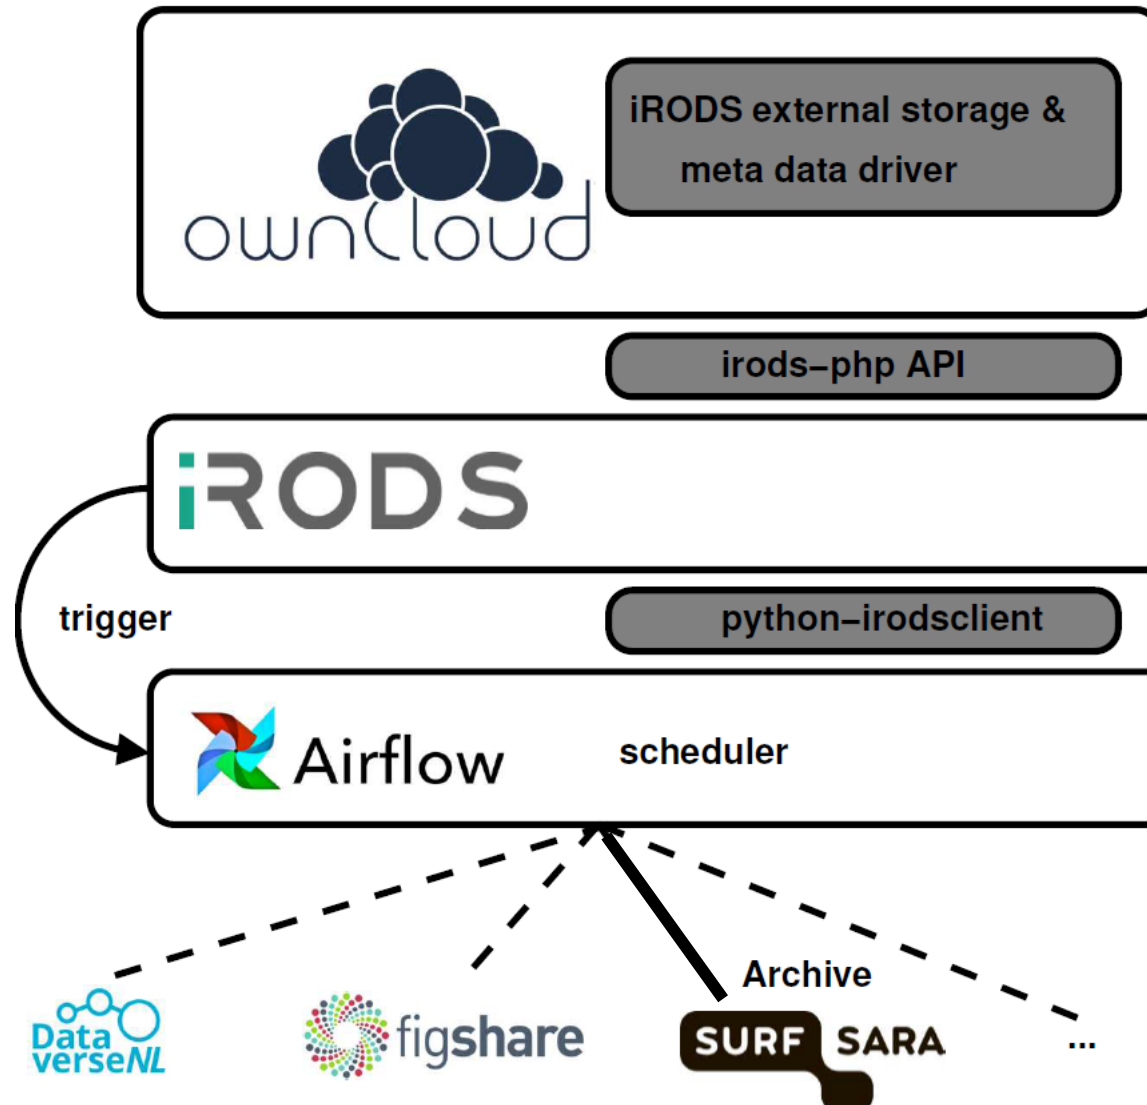 ownCloud
iRODS external storage &
meta data driver
irods-php API
iRODS
trigger
python-irodsclient
Airflow
scheduler
Archive
Data
verseNL
figshare
SURF SARA
...